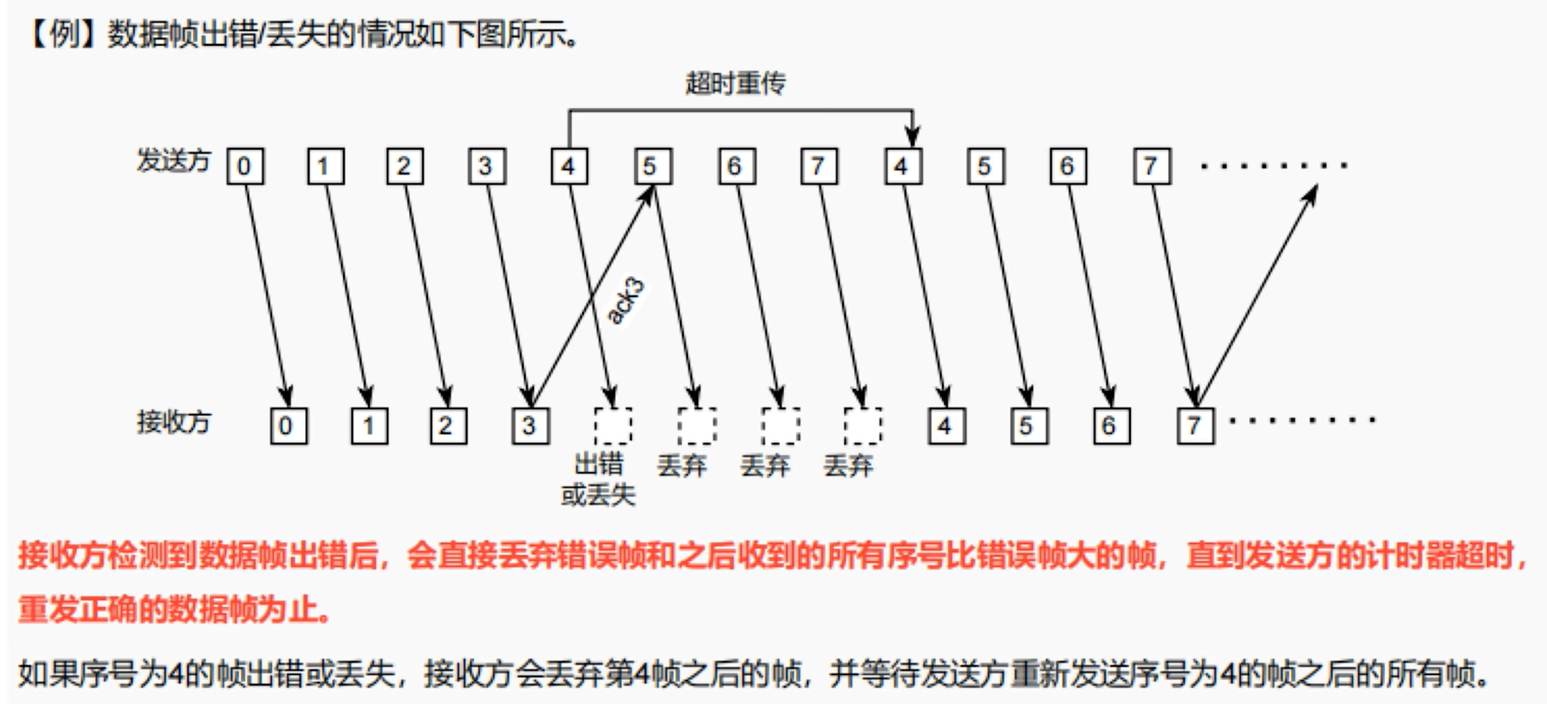 【例】数据帧出错/丢失的情况如下图所示。
超时重传
发送方 0 1 2 3 4 5 6 7 4 5 6 7 ········
ack3
接收方 0 1 2 3 4 5 6 7 ········
出错 丢弃 丢弃 丢弃
或丢失
接收方检测到数据帧出错后，会直接丢弃错误帧和之后收到的所有序号比错误帧大的帧，直到发送方的计时器超时，
重发正确的数据帧为止。
如果序号为4的帧出错或丢失，接收方会丢弃第4帧之后的帧，并等待发送方重新发送序号为4的帧之后的所有帧。